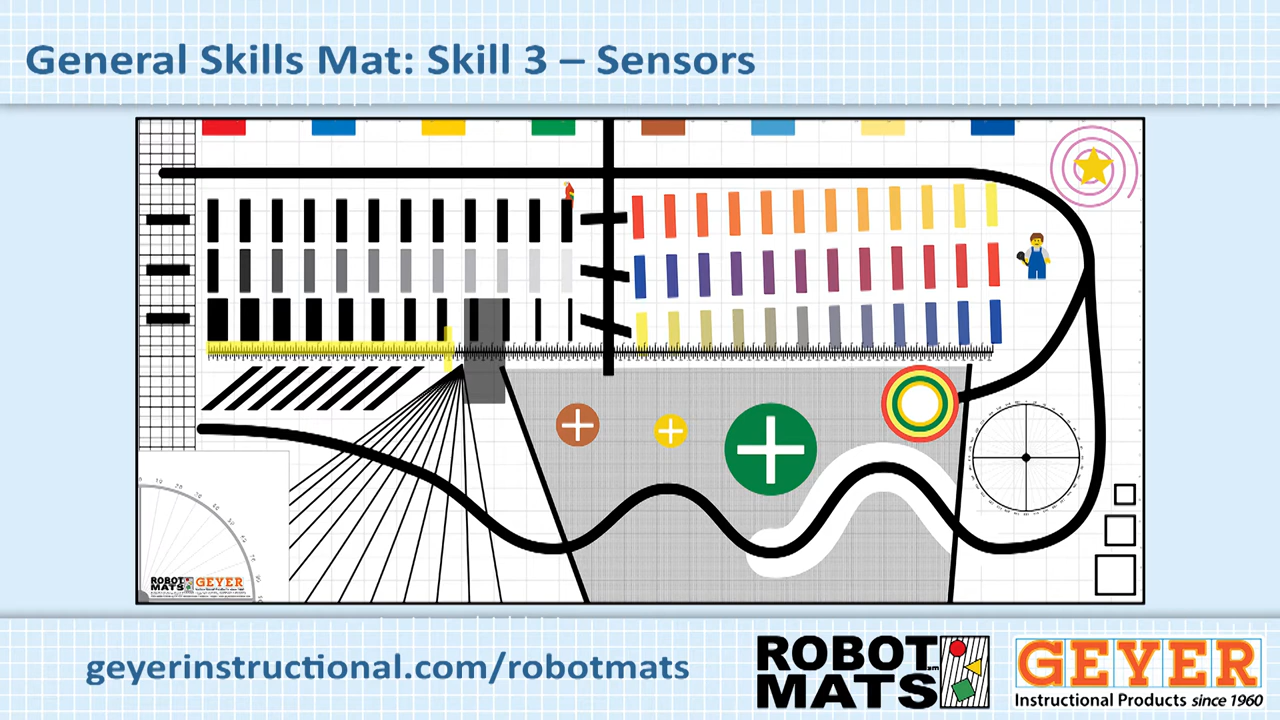 General Skills Mat: Skill 3 – Sensors
ROBOT
MATS
GEYER
geyerinstructional.com/robotmats
ROBOT
MATS
GEYER
Instructional Products since 1960